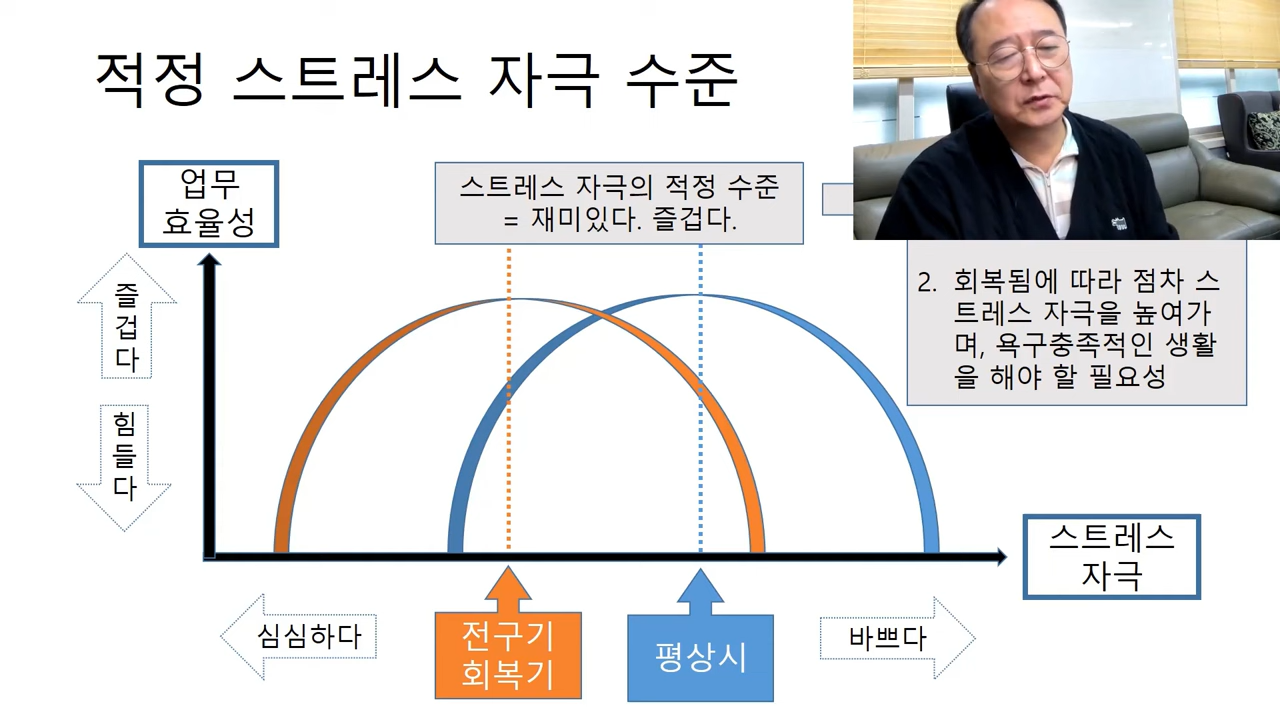 적정 스트레스 자극 수준
업무
효율성
스트레스 자극의 적정 수준
= 재미있다. 즐겁다.
2. 회복됨에 따라 점차 스
트레스 자극을 높여가
며, 욕구충족적인 생활
을 해야 할 필요성
즐
겁
다
힘
들
다
스트레스
자극
심심하다
전구기
회복기
평상시
바쁘다